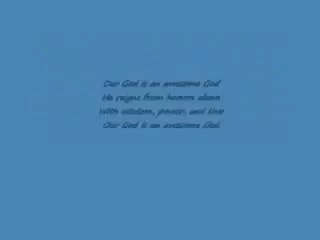 Our God is an awesome God
He reigns from heaven above
With wisdom, power, and love
Our God is an awesome God